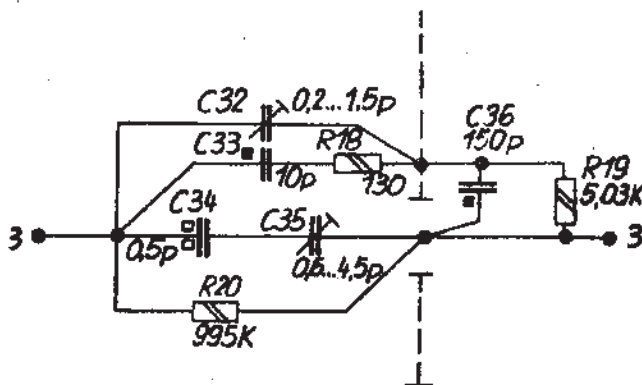 C32
0,2...1,5p
C33
10p
R18
130
C36
150p
R19
5,03K
3
C34
0,5p
C35
0,5...4,5p
3
R20
995K